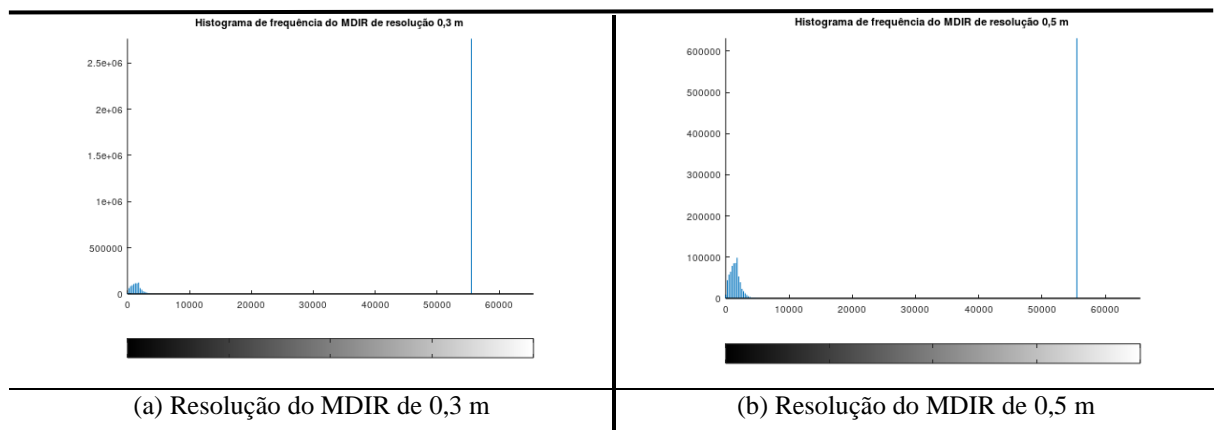 Histograma de frequência do MDIR de resolução 0,3 m
2.5e+06
2e+06
1.5e+06
1e+06
500000
0
0 10000 20000 30000 40000 50000 60000
(a) Resolução do MDIR de 0,3 m
Histograma de frequência do MDIR de resolução 0,5 m
600000
500000
400000
300000
200000
100000
0
0 10000 20000 30000 40000 50000 60000
(b) Resolução do MDIR de 0,5 m